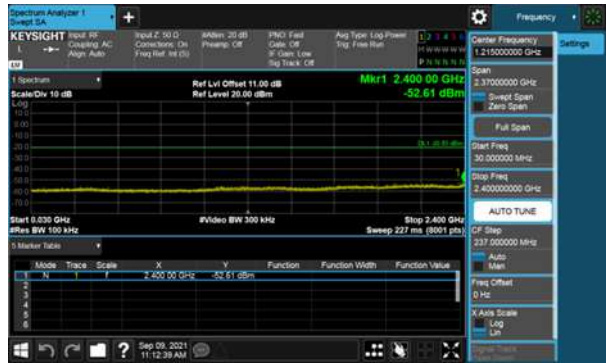 Spectrum Analyzer 1
Swept SA
+
Frequency
KEYSIGHT
Input: RF
Coupling: AC
Align: Auto
Input Z: 50 Ω
Corrections: On
Freq Ref: Int (S)
#Atten: 20 dB
Preamp: Off
PNO: Fast
Gate: Off
IF Gain: Low
Sig Track: Off
Avg Type: Log-Power
Trig: Free Run
Center Frequency
1.215000000 GHz
Settings
Span
2.37000000 GHz
Swept Span
Zero Span
Full Span
Start Freq
30.000000 MHz
Stop Freq
2.400000000 GHz
AUTO TUNE
CF Step
237.000000 MHz
Auto
Man
Freq Offset
0 Hz
X Axis Scale
Log
Lin
1 Spectrum
Scale/Div 10 dB
Ref Lvl Offset 11.00 dB
Ref Level 20.00 dBm
Mkr1 2.400 00 GHz
-52.61 dBm
Log
Start 0.030 GHz
#Res BW 100 kHz
#Video BW 300 kHz
Stop 2.400 GHz
Sweep 227 ms (8001 pts)
5 Marker Table
Mode Trace Scale X Y Function Function Width Function Value
1 N 1 f 2.400 00 GHz -52.61 dBm
2
3
4
5
6
? Sep 09, 2021
11:12:39 AM